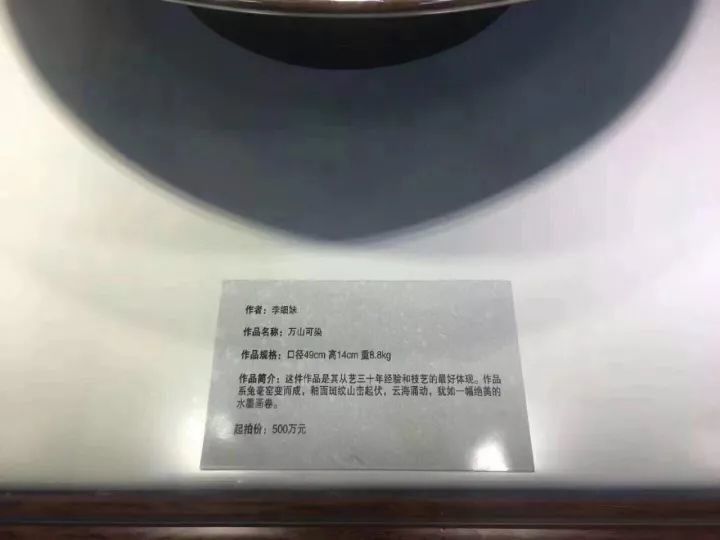 作者：李细妹
作品名称：万山可染
作品规格：口径49cm 高14cm 重8.8kg
作品简介：这件作品是其从艺三十年经验和技艺的最好体现。作品
系兔毫窑变而成，釉面斑纹山峦起伏，云海涌动，犹如一幅绝美的
水墨画卷。
起拍价：500万元